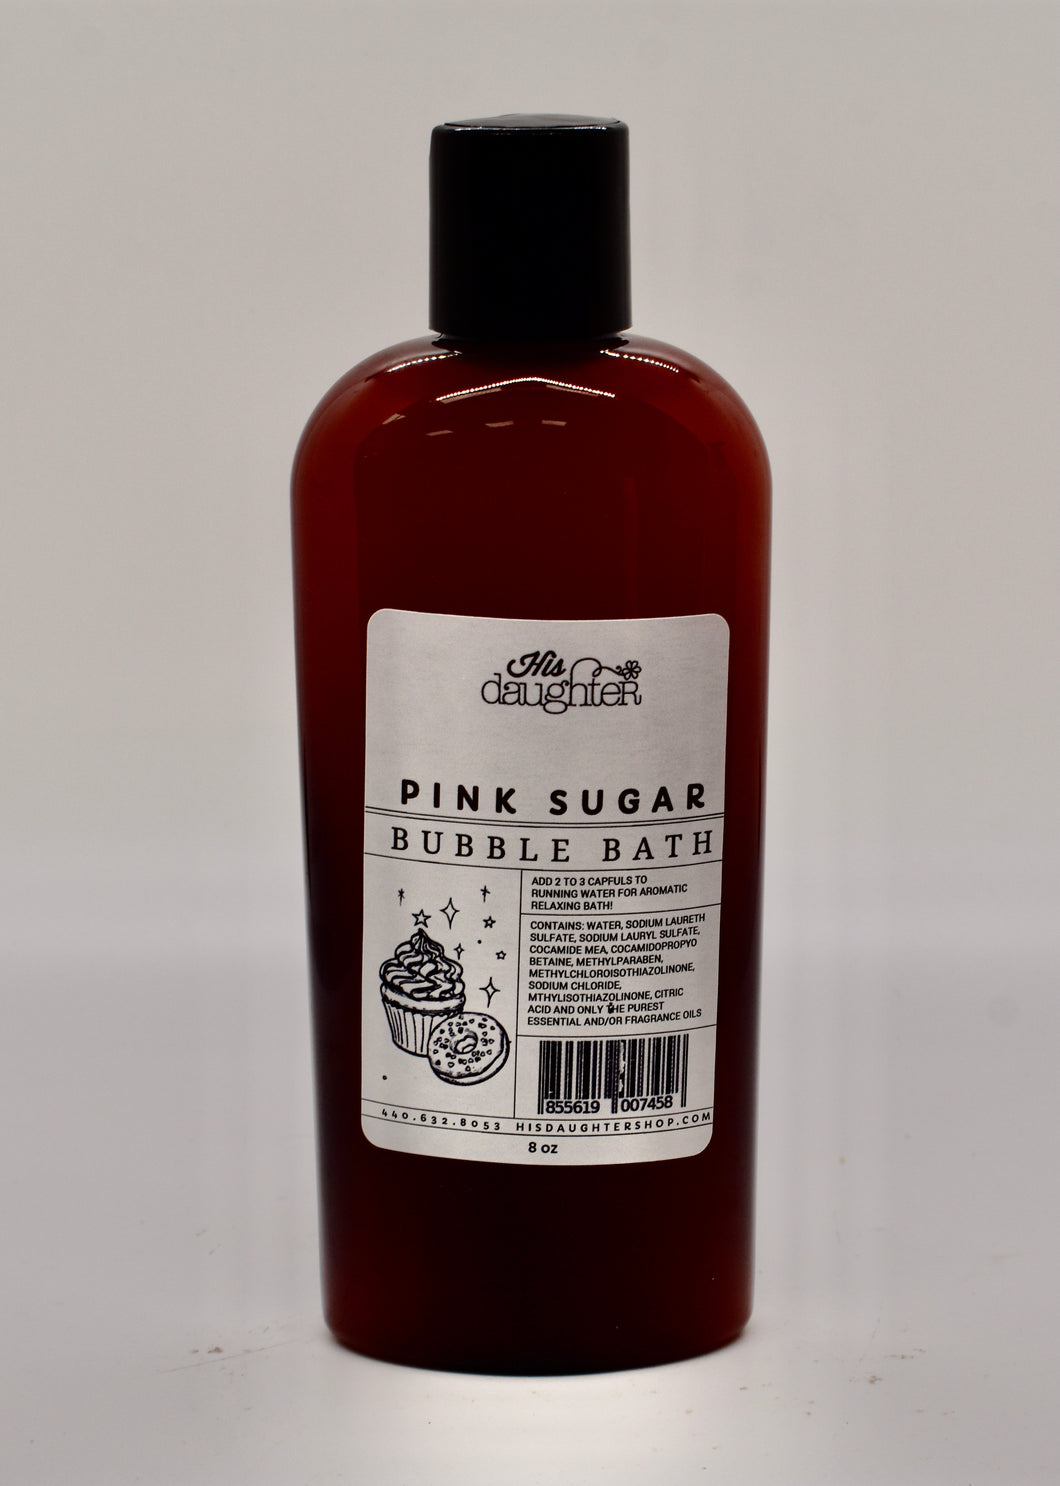 His
daughter
PINK SUGAR
BUBBLE BATH
ADD 2 TO 3 CAPFULS TO
RUNNING WATER FOR AROMATIC
RELAXING BATH!
CONTAINS: WATER, SODIUM LAURETH
SULFATE, SODIUM LAURYL SULFATE,
COCAMIDE MEA, COCAMIDOPROPYO
BETAINE, METHYLPARABEN,
METHYLCHLOROISOTHIAZOLINONE,
SODIUM CHLORIDE,
MTHYLISOTHIAZOLINONE, CITRIC
ACID AND ONLY THE PUREST
ESSENTIAL AND/OR FRAGRANCE OILS
855619 007458
440.632.8053 HISDAUGHTERSHOP.COM
8 oz